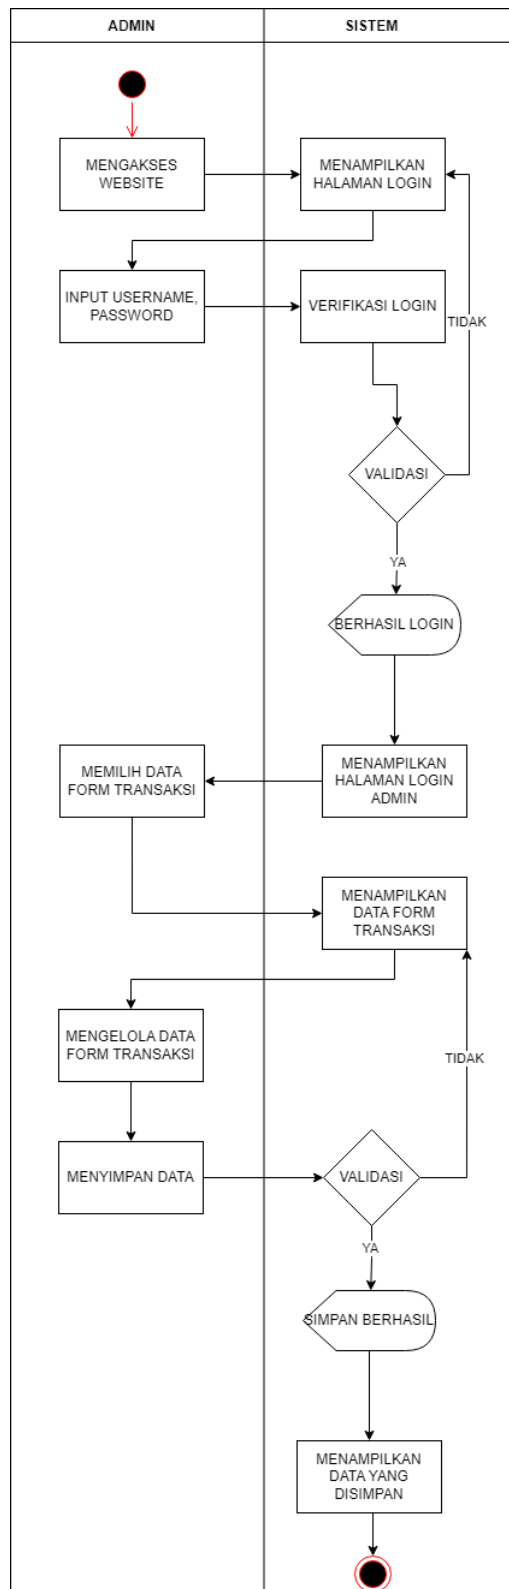 ADMIN
SISTEM
MENGAKSES
WEBSITE
MENAMPILKAN
HALAMAN LOGIN
INPUT USERNAME,
PASSWORD
VERIFIKASI LOGIN
TIDAK
VALIDASI
YA
BERHASIL LOGIN
MEMILIH DATA
FORM TRANSAKSI
MENAMPILKAN
HALAMAN LOGIN
ADMIN
MENAMPILKAN
DATA FORM
TRANSAKSI
MENGELOLA DATA
FORM TRANSAKSI
TIDAK
MENYIMPAN DATA
VALIDASI
YA
SIMPAN BERHASIL
MENAMPILKAN
DATA YANG
DISIMPAN